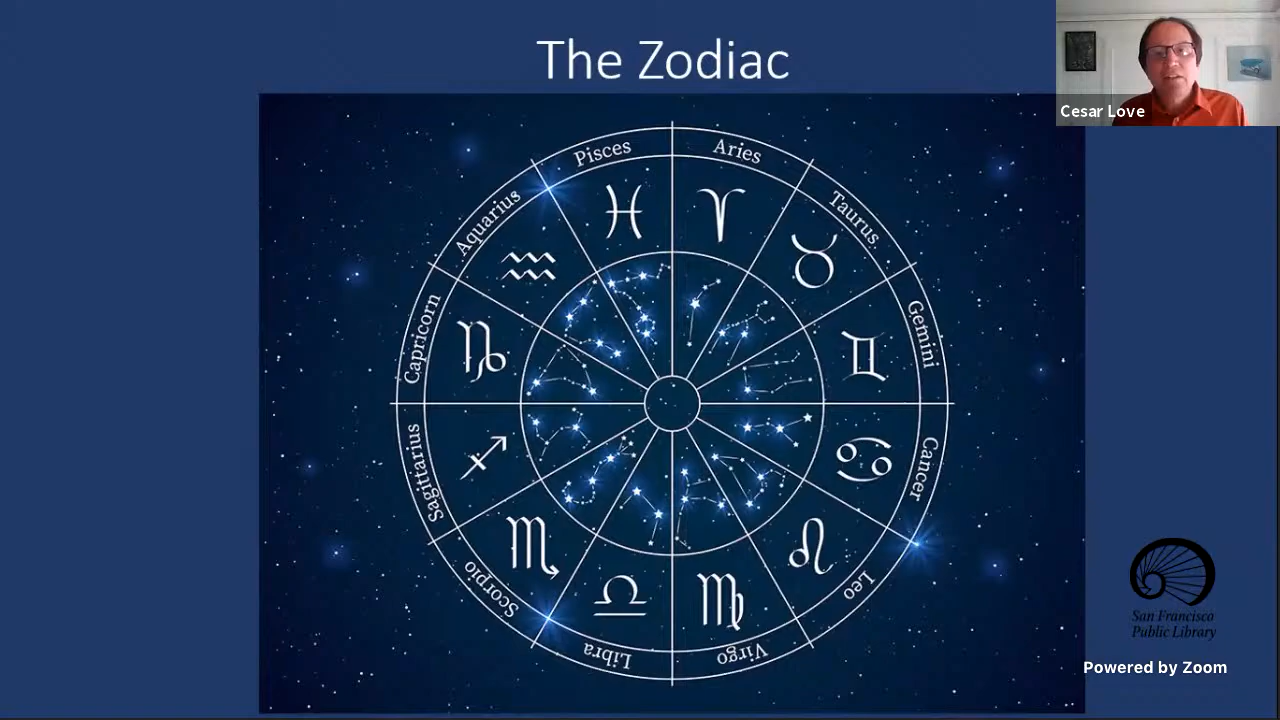 The Zodiac
Cesar Love
Pisces
Aries
Aquarius
Taurus
Capricorn
Gemini
Sagittarius
Cancer
Scorpio
Leo
Libra
Virgo
San Francisco
Public Library
Powered by Zoom